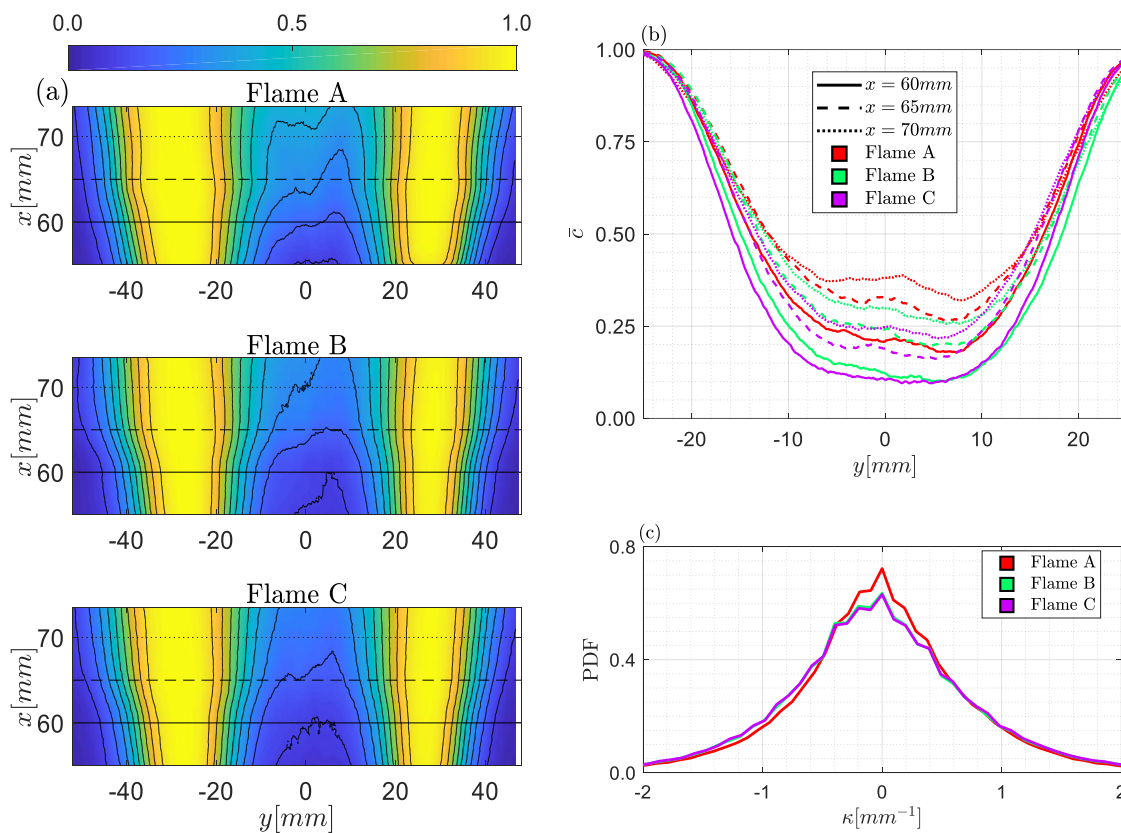 0.0 0.5 1.0
(a)
Flame A
70
60
x[mm]
-40 -20 0 20 40
Flame B
70
60
x[mm]
-40 -20 0 20 40
Flame C
70
60
x[mm]
-40 -20 0 20 40
y[mm]
(b)
1.00
0.75
0.50
0.25
0.00
c̅
x = 60mm
x = 65mm
x = 70mm
Flame A
Flame B
Flame C
-20 -10 0 10 20
y[mm]
(c)
0.8
0.4
0.0
PDF
Flame A
Flame B
Flame C
-2 -1 0 1 2
κ[mm⁻¹]